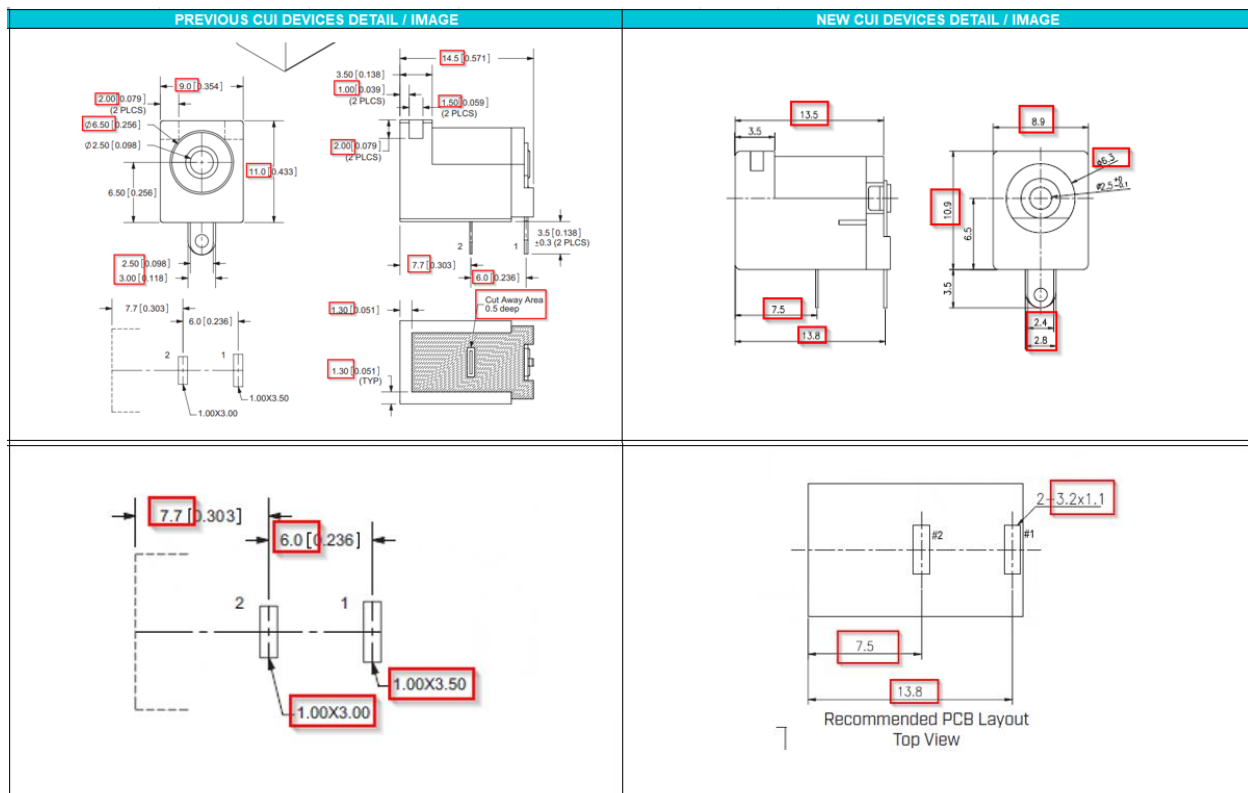 PREVIOUS CUI DEVICES DETAIL / IMAGE
NEW CUI DEVICES DETAIL / IMAGE
14.5 [0.571]
9.0 [0.354]
3.50 [0.138]
1.00 [0.039]
(2 PLCS)
2.00 [0.079]
(2 PLCS)
1.50 [0.059]
(2 PLCS)
Ø6.50 [0.256]
Ø2.50 [0.098]
2.00 [0.079]
(2 PLCS)
11.0 [0.433]
6.50 [0.256]
3.5 [0.138]
±0.3 (2 PLCS)
2
1
2.50 [0.098]
3.00 [0.118]
7.7 [0.303]
6.0 [0.236]
7.7 [0.303]
6.0 [0.236]
1.30 [0.051]
Cut Away Area
0.5 deep
2
1
1.30 [0.051]
(TYP)
1.00X3.50
1.00X3.00
13.5
3.5
8.9
ø6.3
ø2.5 +0 -0.1
10.9
6.5
3.5
7.5
13.8
2.4
2.8
7.7 [0.303]
6.0 [0.236]
2
1
1.00X3.50
1.00X3.00
2-3.2x1.1
#2
#1
7.5
13.8
Recommended PCB Layout
Top View